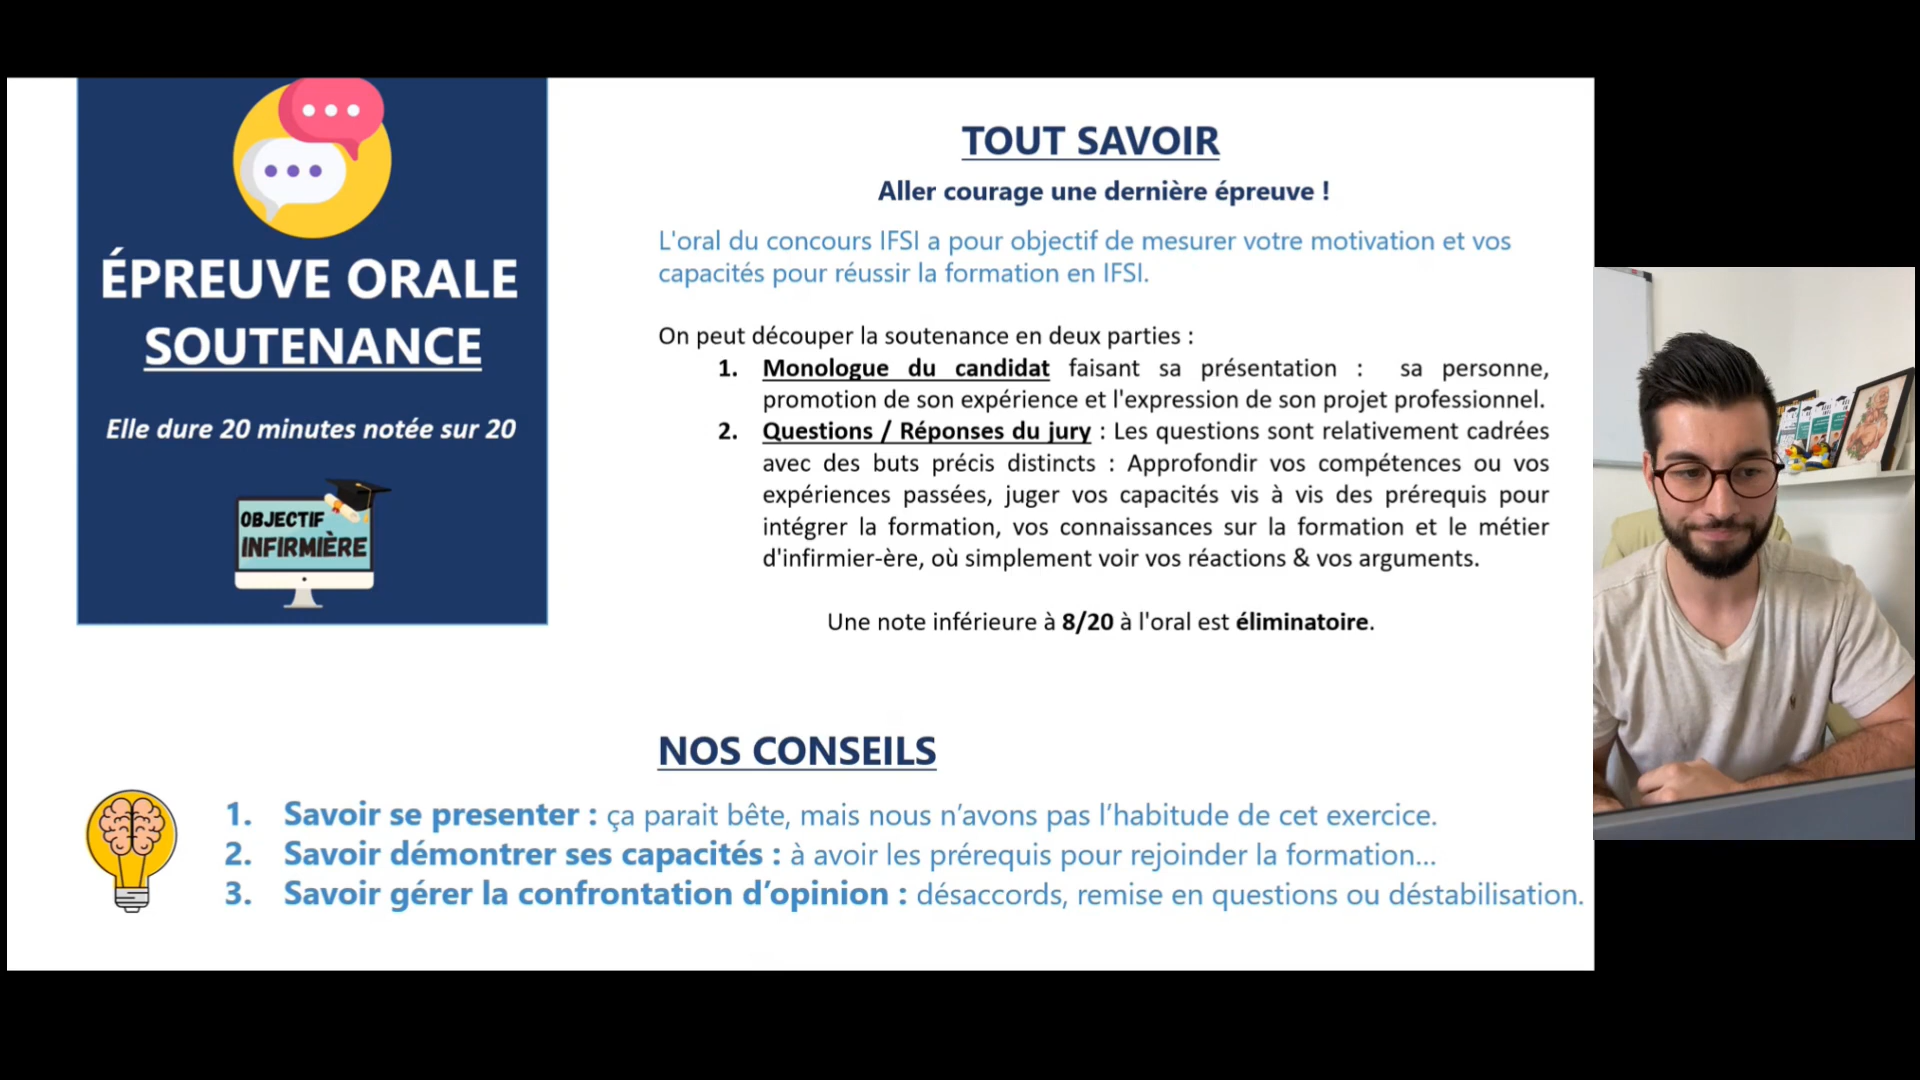 ÉPREUVE ORALE
SOUTENANCE
Elle dure 20 minutes notée sur 20
OBJECTIF
INFIRMIÈRE
TOUT SAVOIR
Aller courage une dernière épreuve !
L'oral du concours IFSI a pour objectif de mesurer votre motivation et vos
capacités pour réussir la formation en IFSI.
On peut découper la soutenance en deux parties :
1. Monologue du candidat faisant sa présentation : sa personne,
promotion de son expérience et l'expression de son projet professionnel.
2. Questions / Réponses du jury : Les questions sont relativement cadrées
avec des buts précis distincts : Approfondir vos compétences ou vos
expériences passées, juger vos capacités vis à vis des prérequis pour
intégrer la formation, vos connaissances sur la formation et le métier
d'infirmier-ère, où simplement voir vos réactions & vos arguments.
Une note inférieure à 8/20 à l'oral est éliminatoire.
NOS CONSEILS
1. Savoir se presenter : ça parait bête, mais nous n’avons pas l’habitude de cet exercice.
2. Savoir démontrer ses capacités : à avoir les prérequis pour rejoinder la formation...
3. Savoir gérer la confrontation d’opinion : désaccords, remise en questions ou déstabilisation.